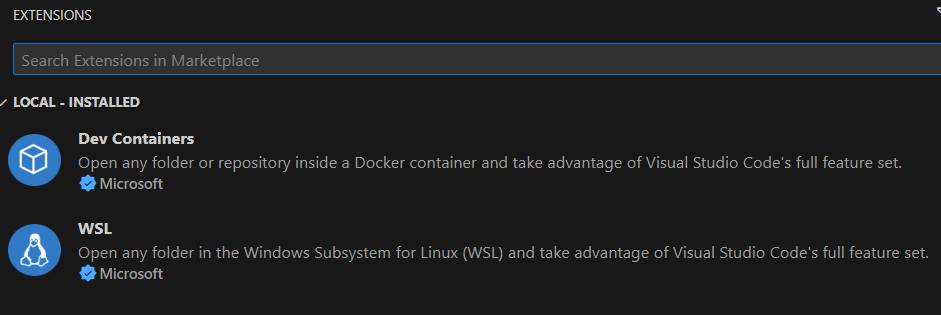 EXTENSIONS
Search Extensions in Marketplace
LOCAL - INSTALLED
Dev Containers
Open any folder or repository inside a Docker container and take advantage of Visual Studio Code's full feature set.
Microsoft
WSL
Open any folder in the Windows Subsystem for Linux (WSL) and take advantage of Visual Studio Code's full feature set.
Microsoft